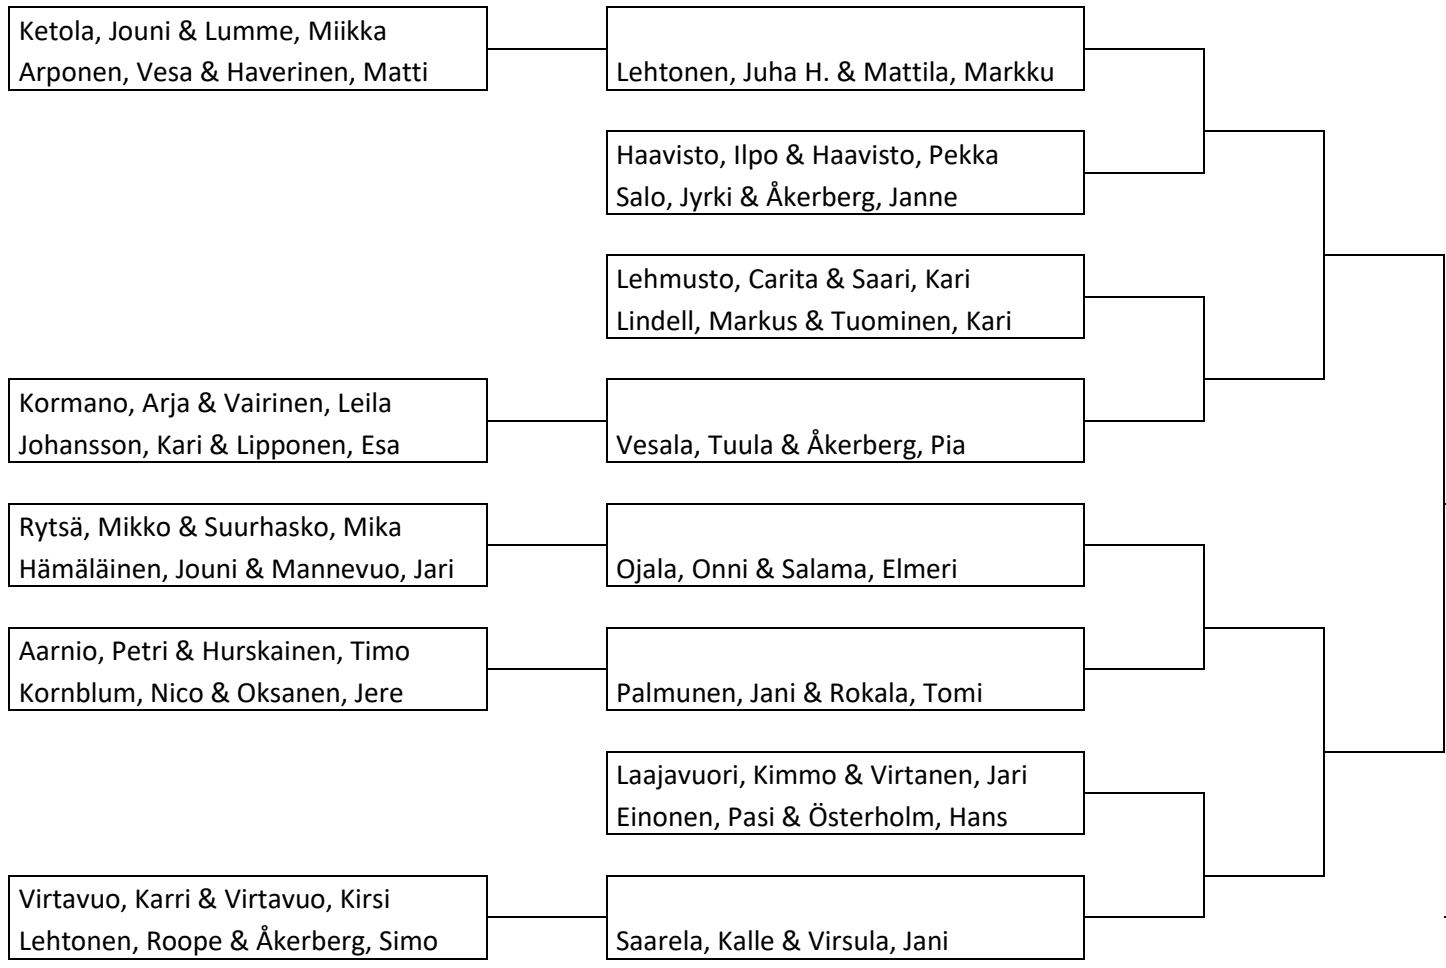 Ketola, Jouni & Lumme, Miikka
Arponen, Vesa & Haverinen, Matti
Lehtonen, Juha H. & Mattila, Markku
Haavisto, Ilpo & Haavisto, Pekka
Salo, Jyrki & Åkerberg, Janne
Lehmusto, Carita & Saari, Kari
Lindell, Markus & Tuominen, Kari
Kormano, Arja & Vairinen, Leila
Johansson, Kari & Lipponen, Esa
Vesala, Tuula & Åkerberg, Pia
Rytsä, Mikko & Suurhasko, Mika
Hämäläinen, Jouni & Mannevuo, Jari
Ojala, Onni & Salama, Elmeri
Aarnio, Petri & Hurskainen, Timo
Kornblum, Nico & Oksanen, Jere
Palmunen, Jani & Rokala, Tomi
Laajavuori, Kimmo & Virtanen, Jari
Einonen, Pasi & Österholm, Hans
Virtavuo, Karri & Virtavuo, Kirsi
Lehtonen, Roope & Åkerberg, Simo
Saarela, Kalle & Virsula, Jani